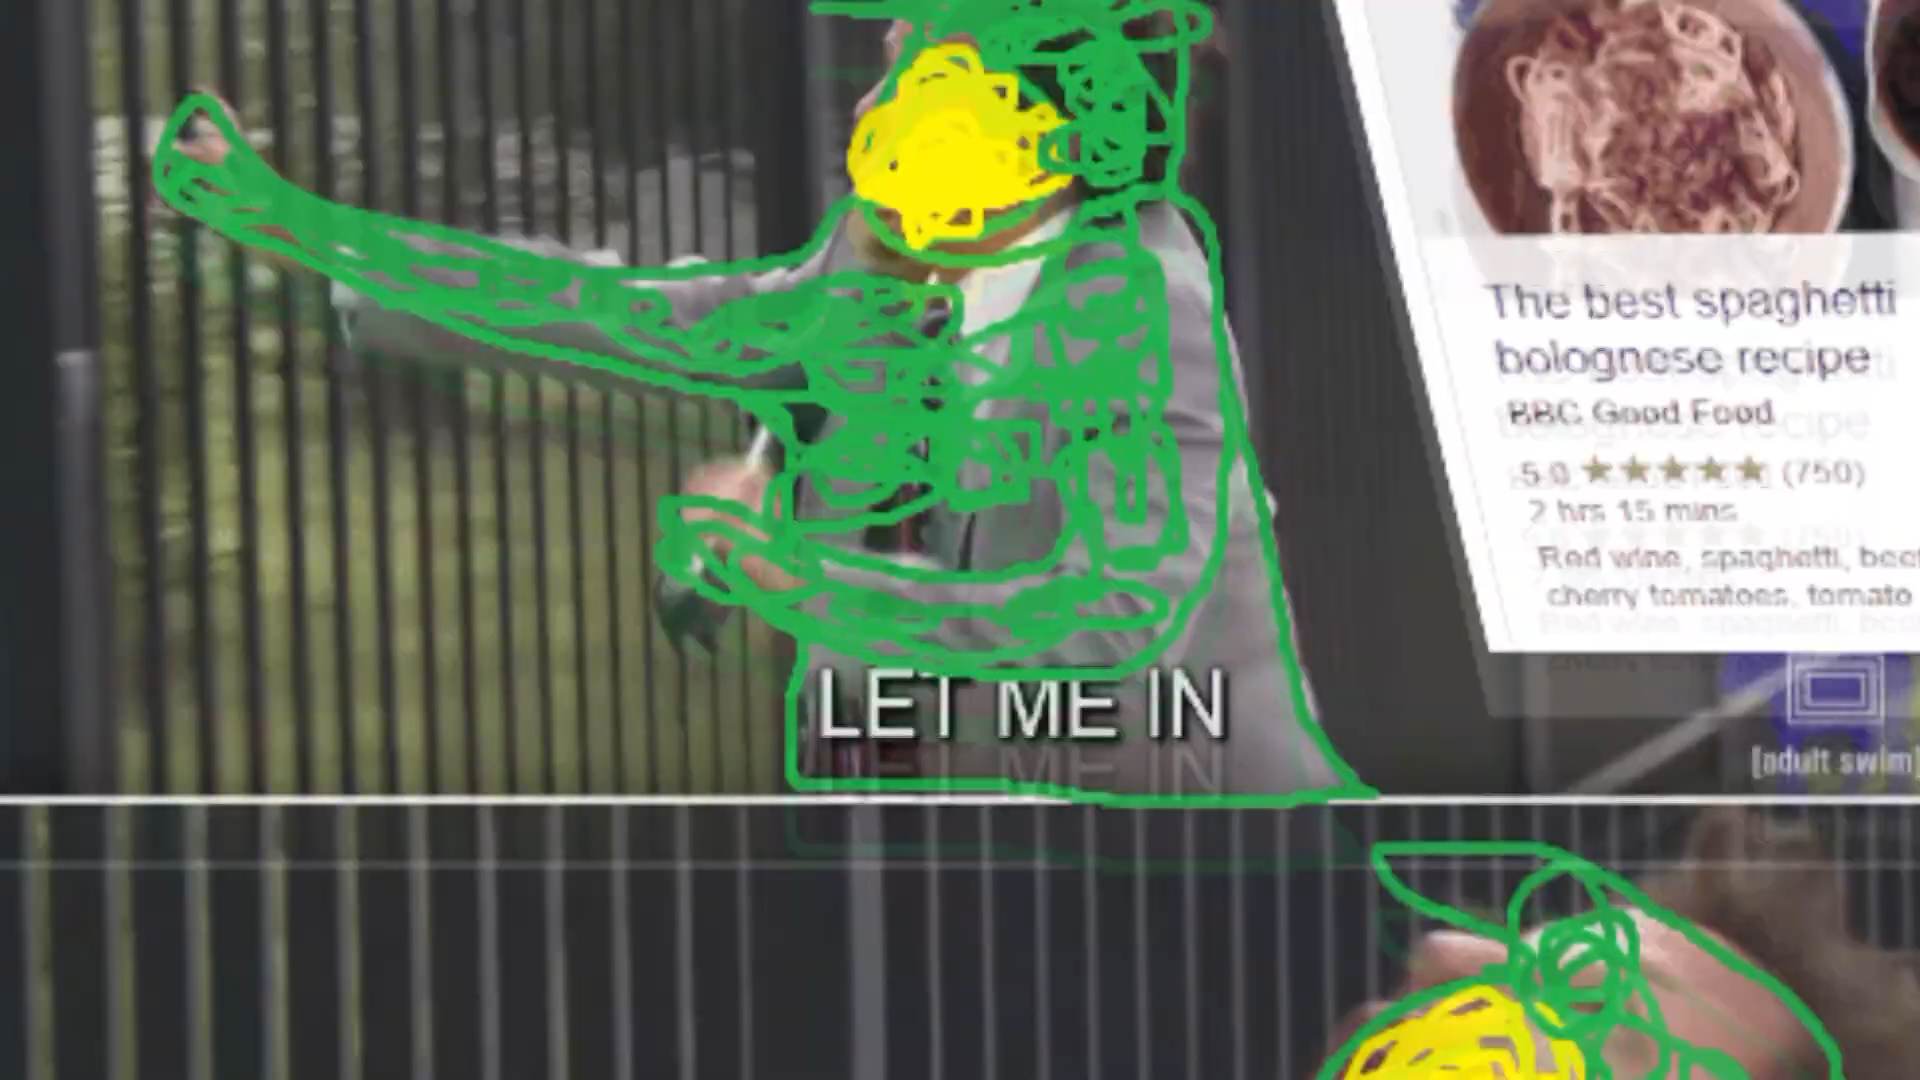 The best spaghetti
bolognese recipe
BBC Good Food
5.0 ★★★★★ (750)
2 hrs 15 mins
Red wine, spaghetti,
cherry tomatoes, tomato
LET ME IN
[adult swim]